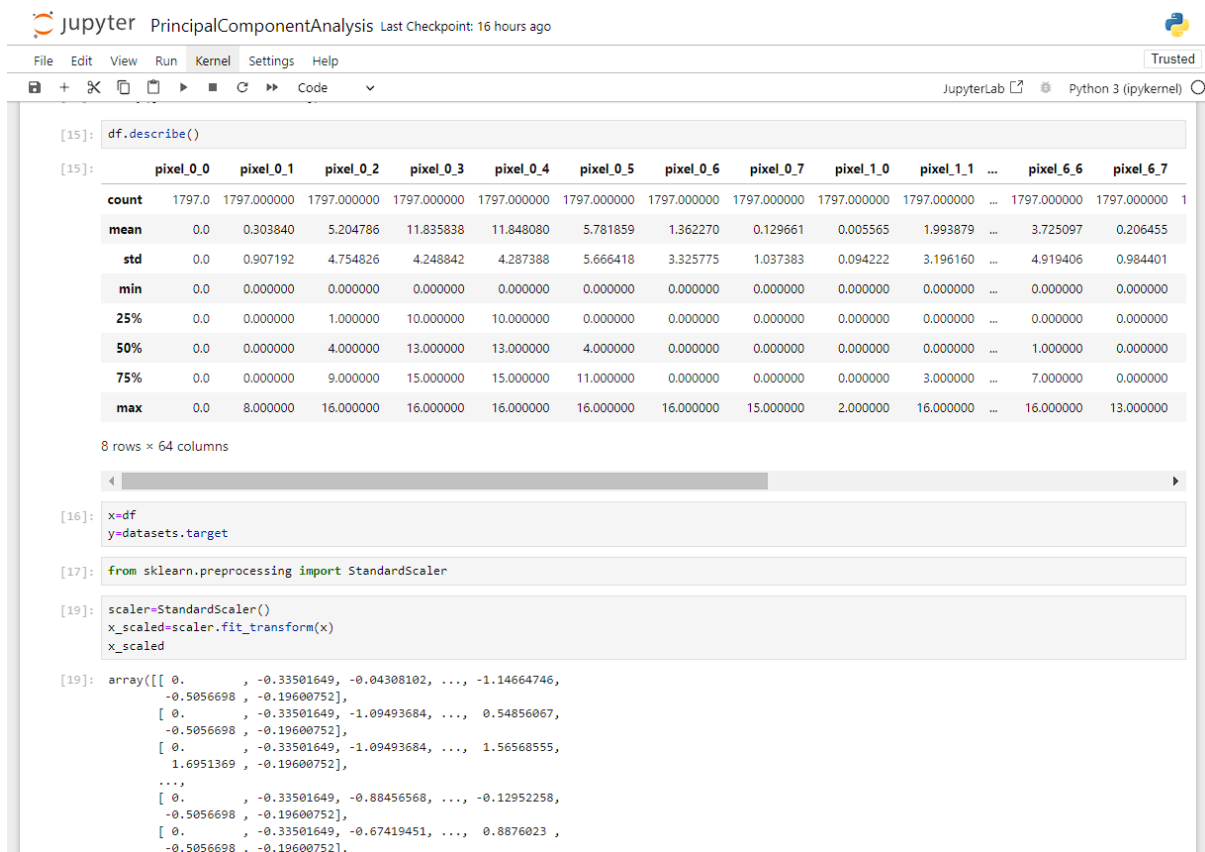 jupyter PrincipalComponentAnalysis Last Checkpoint: 16 hours ago
File Edit View Run Kernel Settings Help Trusted
Code JupyterLab Python 3 (ipykernel)
[15]: df.describe()
[15]: pixel_0_0 pixel_0_1 pixel_0_2 pixel_0_3 pixel_0_4 pixel_0_5 pixel_0_6 pixel_0_7 pixel_1_0 pixel_1_1 ... pixel_6_6 pixel_6_7
count 1797.0 1797.000000 1797.000000 1797.000000 1797.000000 1797.000000 1797.000000 1797.000000 1797.000000 1797.000000 ... 1797.000000 1797.000000 1
mean 0.0 0.303840 5.204786 11.835838 11.848080 5.781859 1.362270 0.129661 0.005565 1.993879 ... 3.725097 0.206455
std 0.0 0.907192 4.754826 4.248842 4.287388 5.666418 3.325775 1.037383 0.094222 3.196160 ... 4.919406 0.984401
min 0.0 0.000000 0.000000 0.000000 0.000000 0.000000 0.000000 0.000000 0.000000 0.000000 ... 0.000000 0.000000
25% 0.0 0.000000 1.000000 10.000000 10.000000 0.000000 0.000000 0.000000 0.000000 0.000000 ... 0.000000 0.000000
50% 0.0 0.000000 4.000000 13.000000 13.000000 4.000000 0.000000 0.000000 0.000000 0.000000 ... 1.000000 0.000000
75% 0.0 0.000000 9.000000 15.000000 15.000000 11.000000 0.000000 0.000000 0.000000 3.000000 ... 7.000000 0.000000
max 0.0 8.000000 16.000000 16.000000 16.000000 16.000000 16.000000 15.000000 2.000000 16.000000 ... 16.000000 13.000000
8 rows × 64 columns
[16]: x=df
y=datasets.target
[17]: from sklearn.preprocessing import StandardScaler
[19]: scaler=StandardScaler()
x_scaled=scaler.fit_transform(x)
x_scaled
[19]: array([[ 0. , -0.33501649, -0.04308102, ..., -1.14664746,
-0.5056698 , -0.19600752],
[ 0. , -0.33501649, -1.09493684, ..., 0.54856067,
-0.5056698 , -0.19600752],
[ 0. , -0.33501649, -1.09493684, ..., 1.56568555,
1.6951369 , -0.19600752],
...,
[ 0. , -0.33501649, -0.88456568, ..., -0.12952258,
-0.5056698 , -0.19600752],
[ 0. , -0.33501649, -0.67419451, ..., 0.8876023 ,
-0.5056698 , -0.19600752],